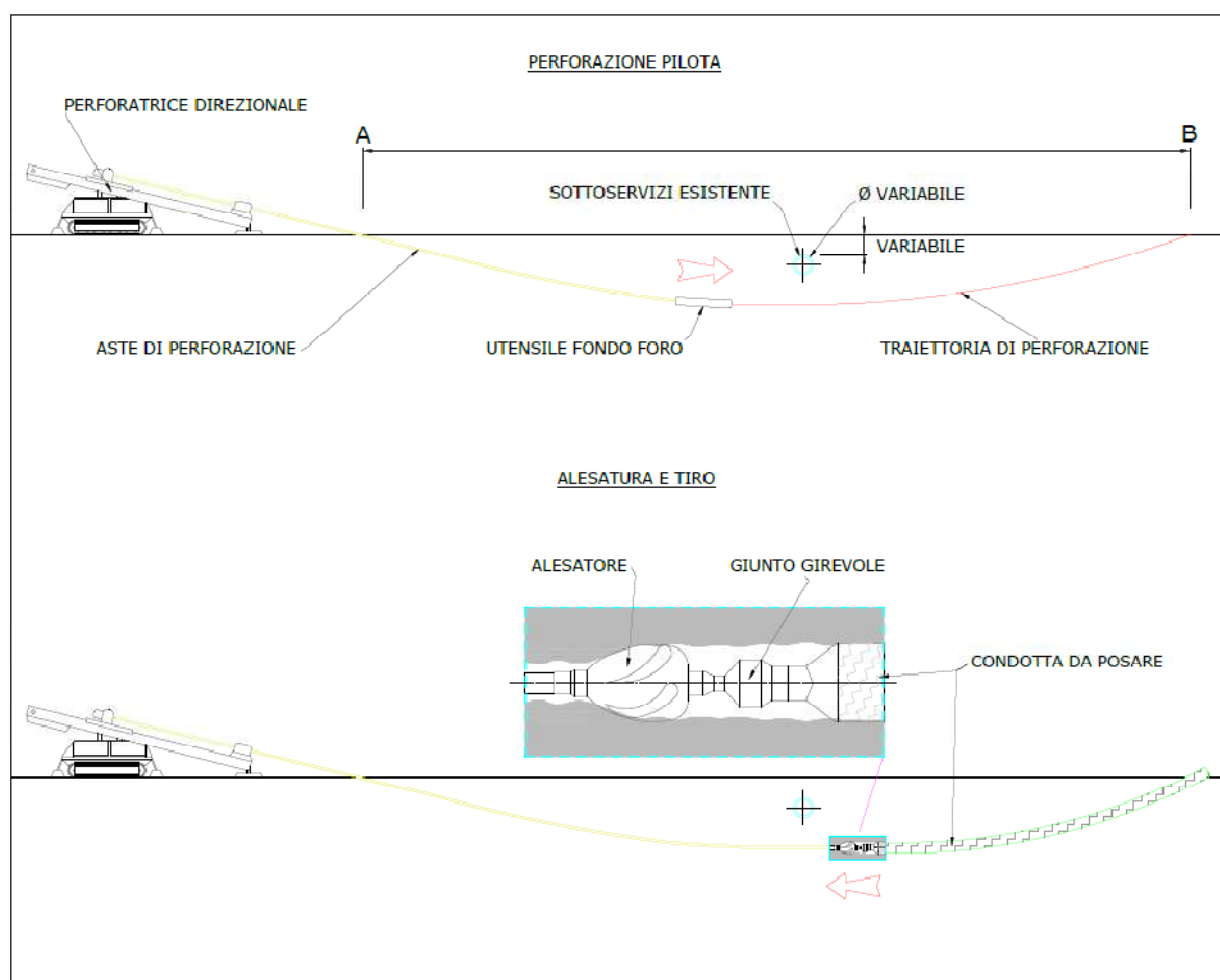 PERFORAZIONE PILOTA
PERFORATRICE DIREZIONALE
A
B
SOTTOSERVIZI ESISTENTE
Ø VARIABILE
VARIABILE
ASTE DI PERFORAZIONE
UTENSILE FONDO FORO
TRAIETTORIA DI PERFORAZIONE
ALESATURA E TIRO
ALESATORE
GIUNTO GIREVOLE
CONDOTTA DA POSARE